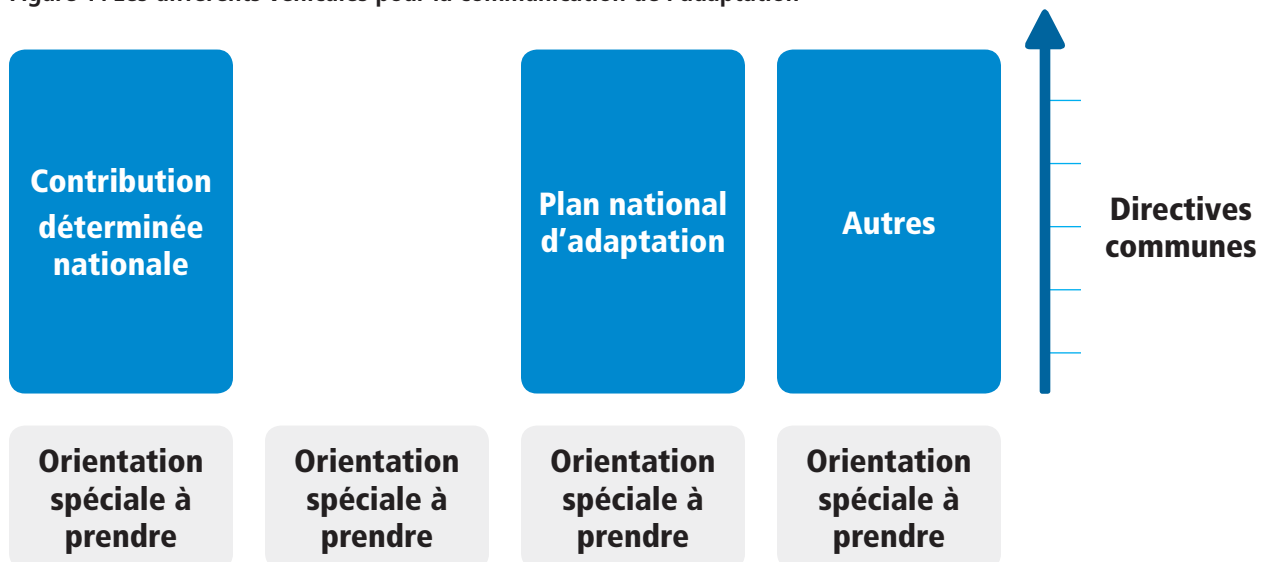 Contribution
déterminée
nationale
Plan national
d'adaptation
Autres
Directives
communes
Orientation
spéciale à
prendre
Orientation
spéciale à
prendre
Orientation
spéciale à
prendre
Orientation
spéciale à
prendre